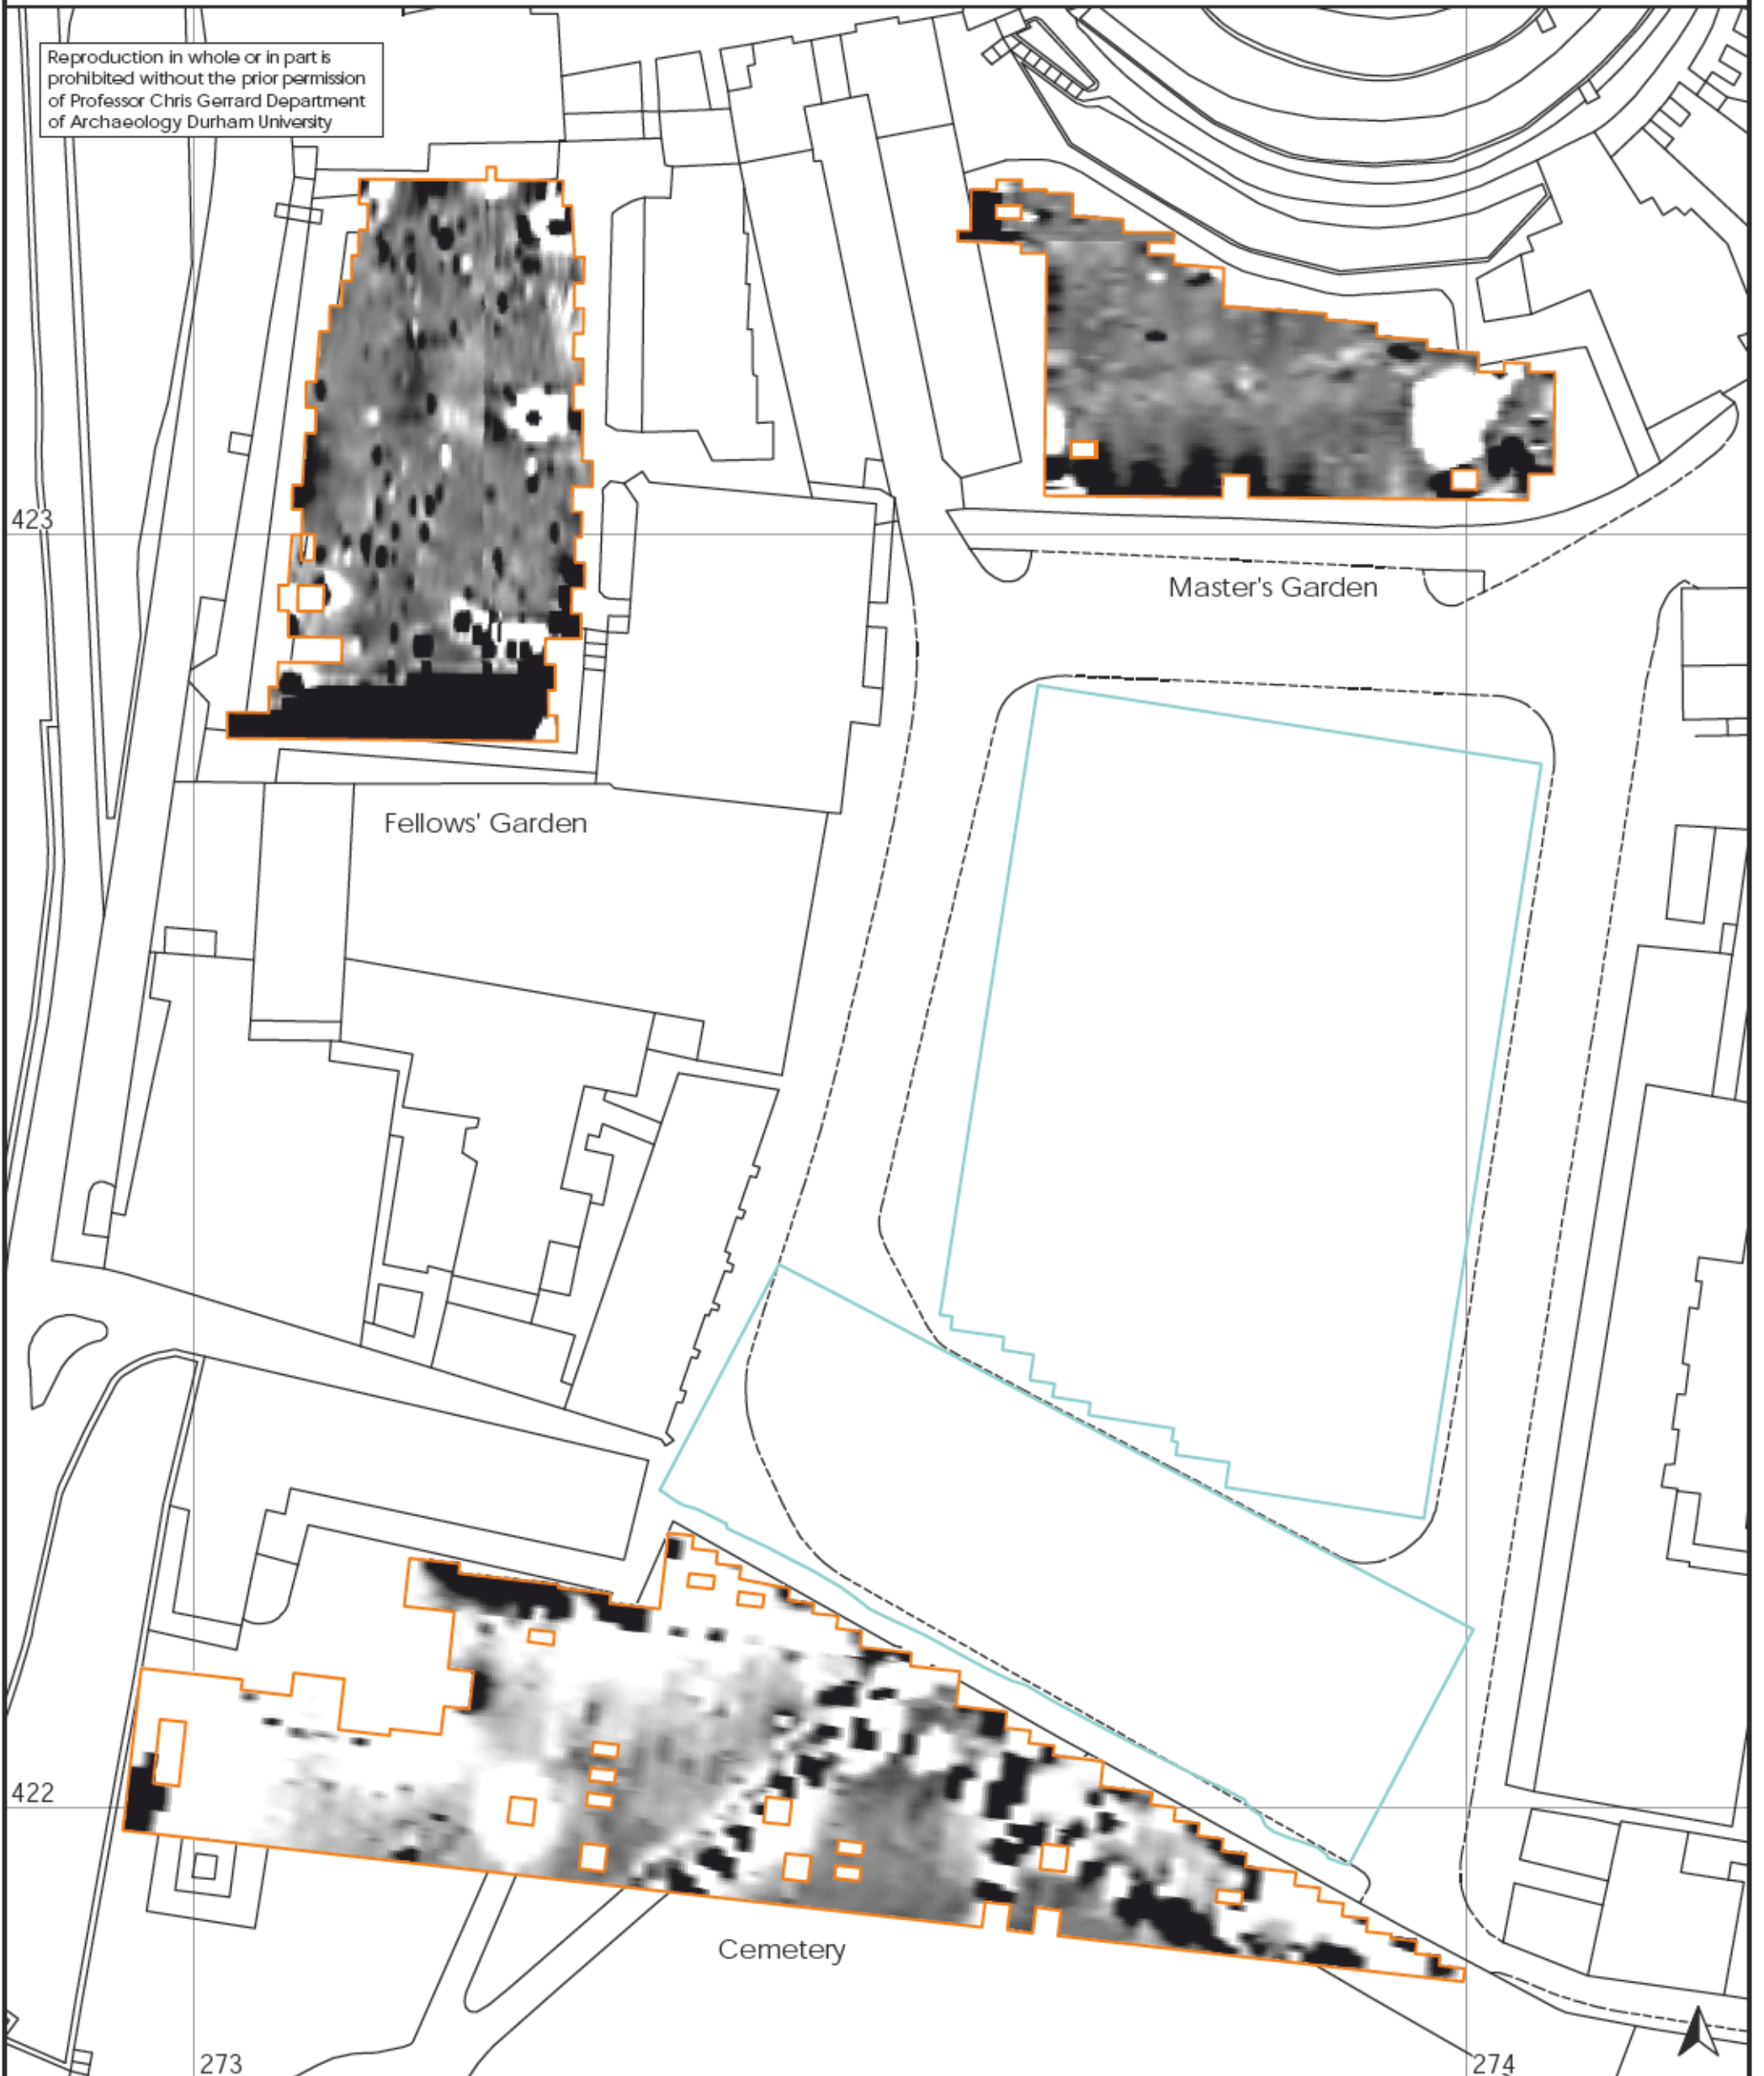 Reproduction in whole or in part is
prohibited without the prior permission
of Professor Chris Gerrard Department
of Archaeology Durham University
423
Master's Garden
Fellows' Garden
422
Cemetery
273
274